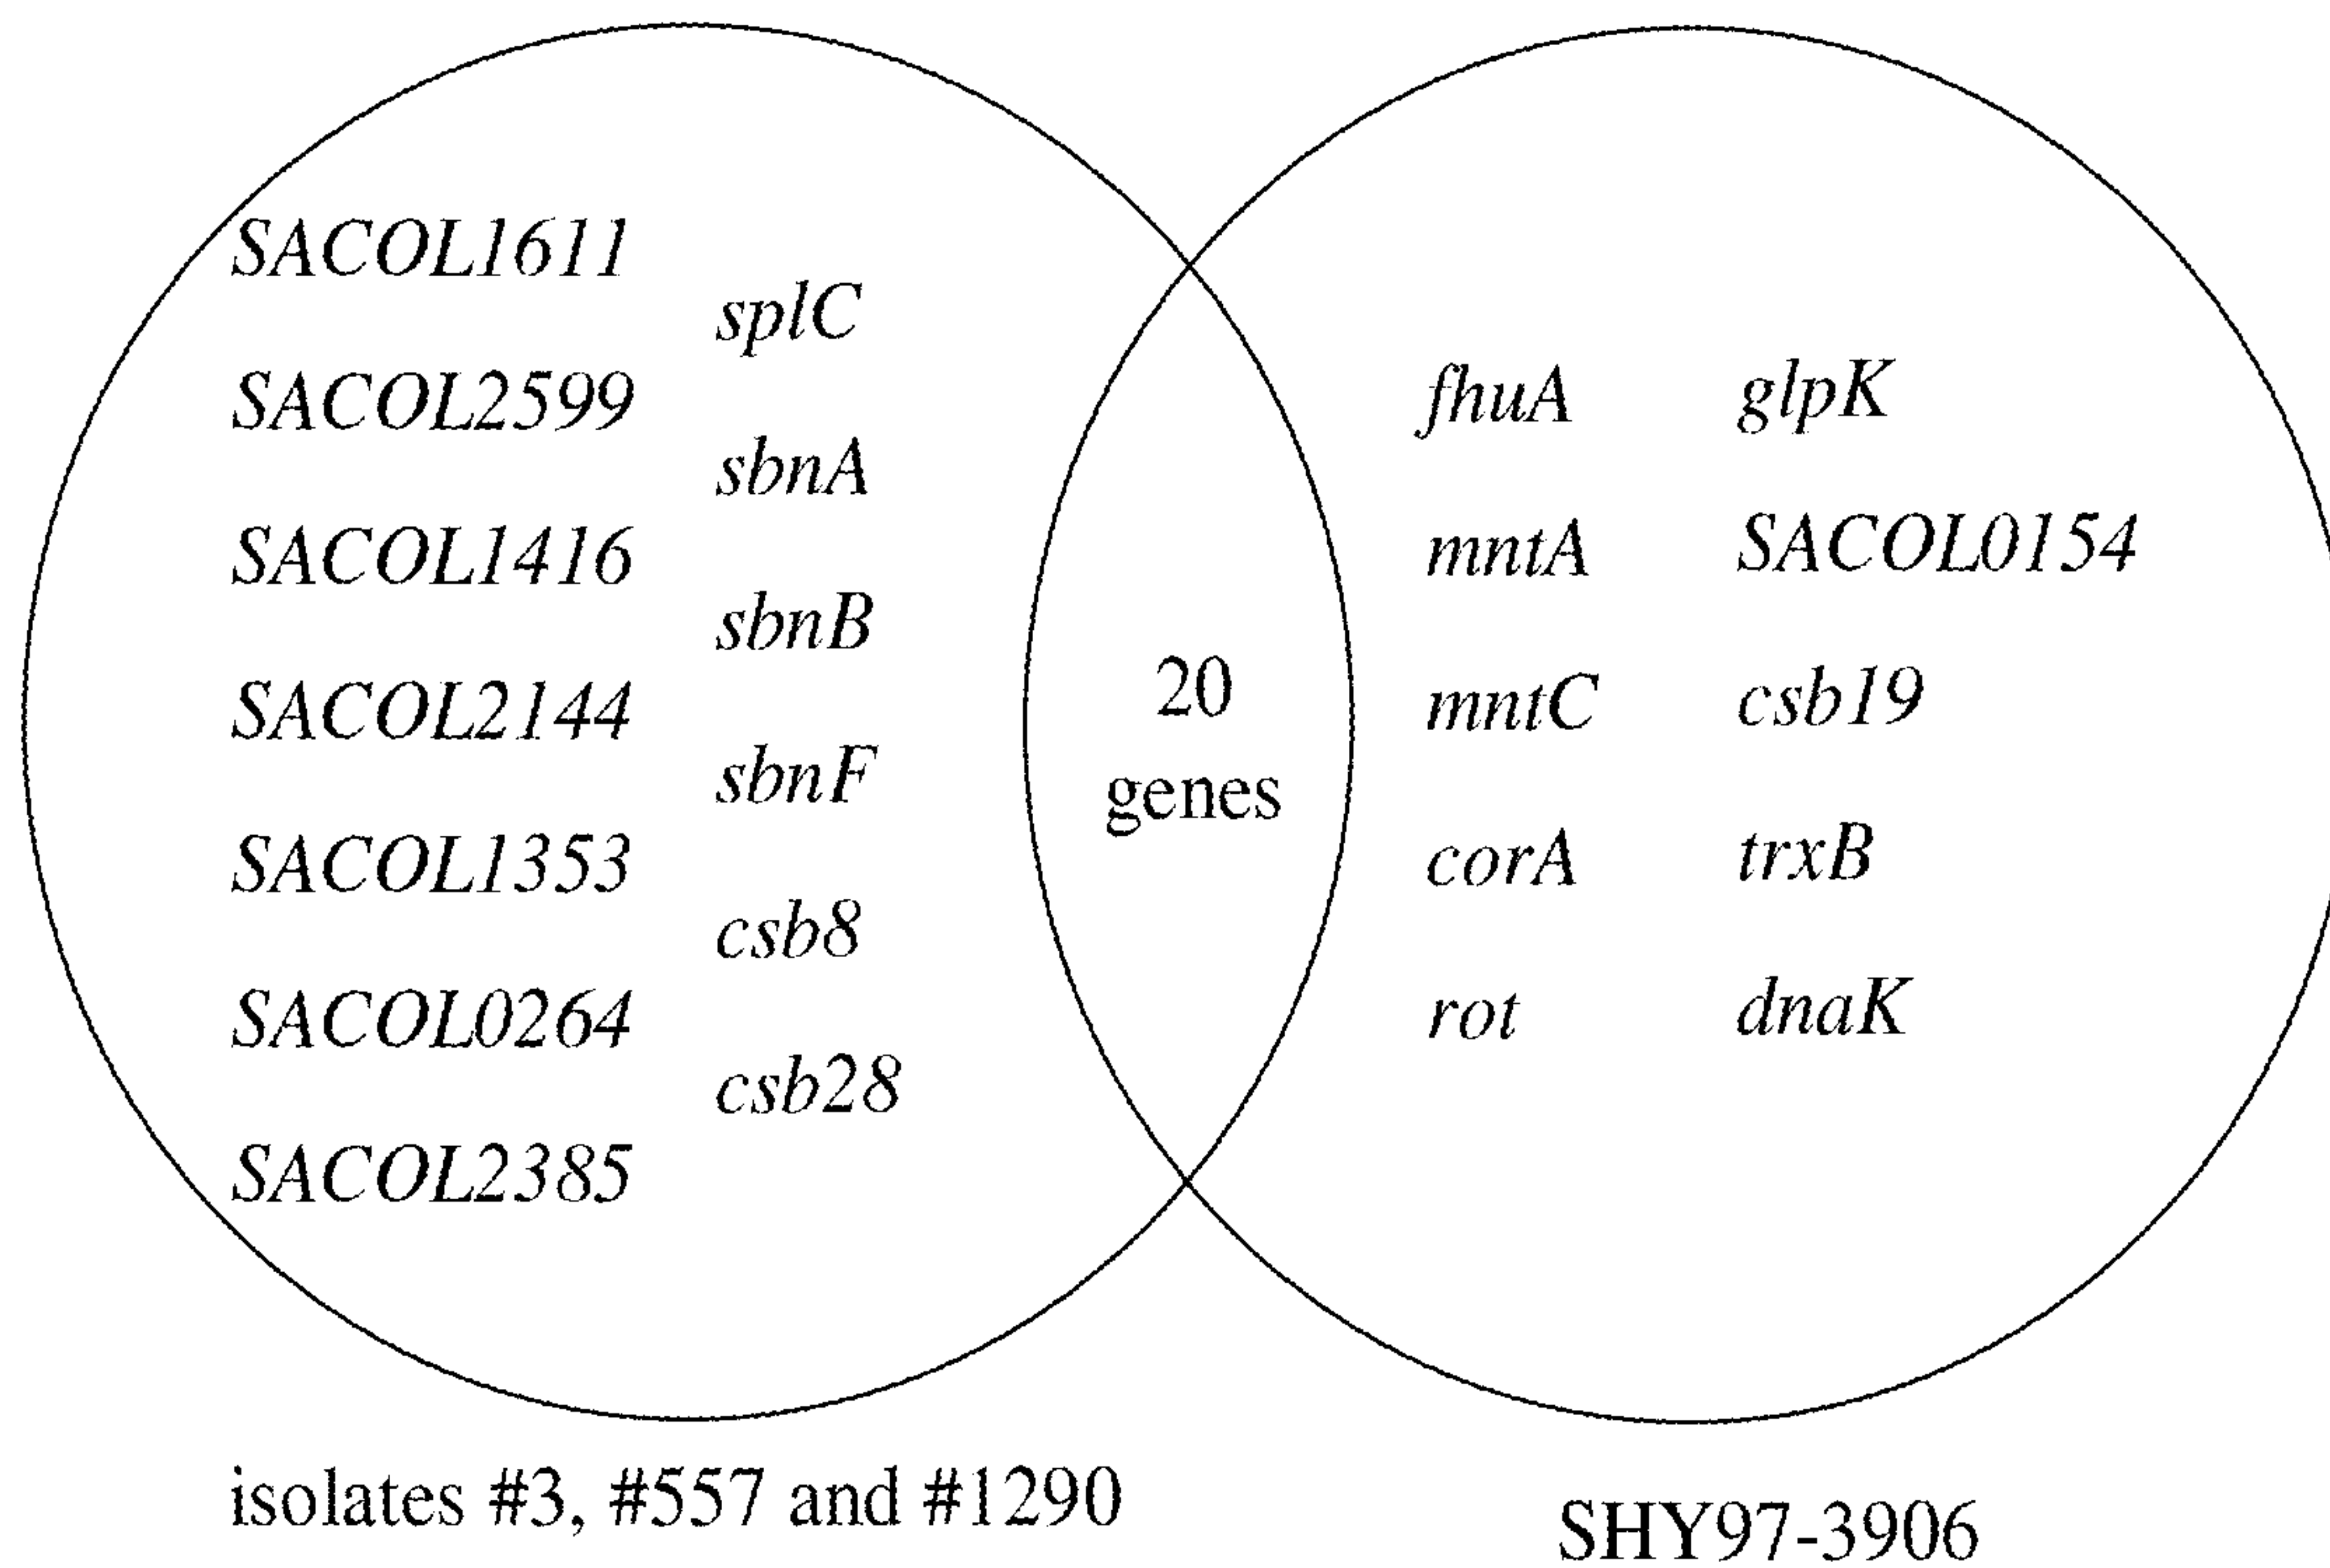 SACOL1611
splC
SACOL2599
sbnA
SACOL1416
sbnB
SACOL2144
sbnF
SACOL1353
csb8
SACOL0264
csb28
SACOL2385
20
genes
fhuA glpK
mntA SACOL0154
mntC csb19
corA trxB
rot dnaK
isolates #3, #557 and #1290
SHY97-3906